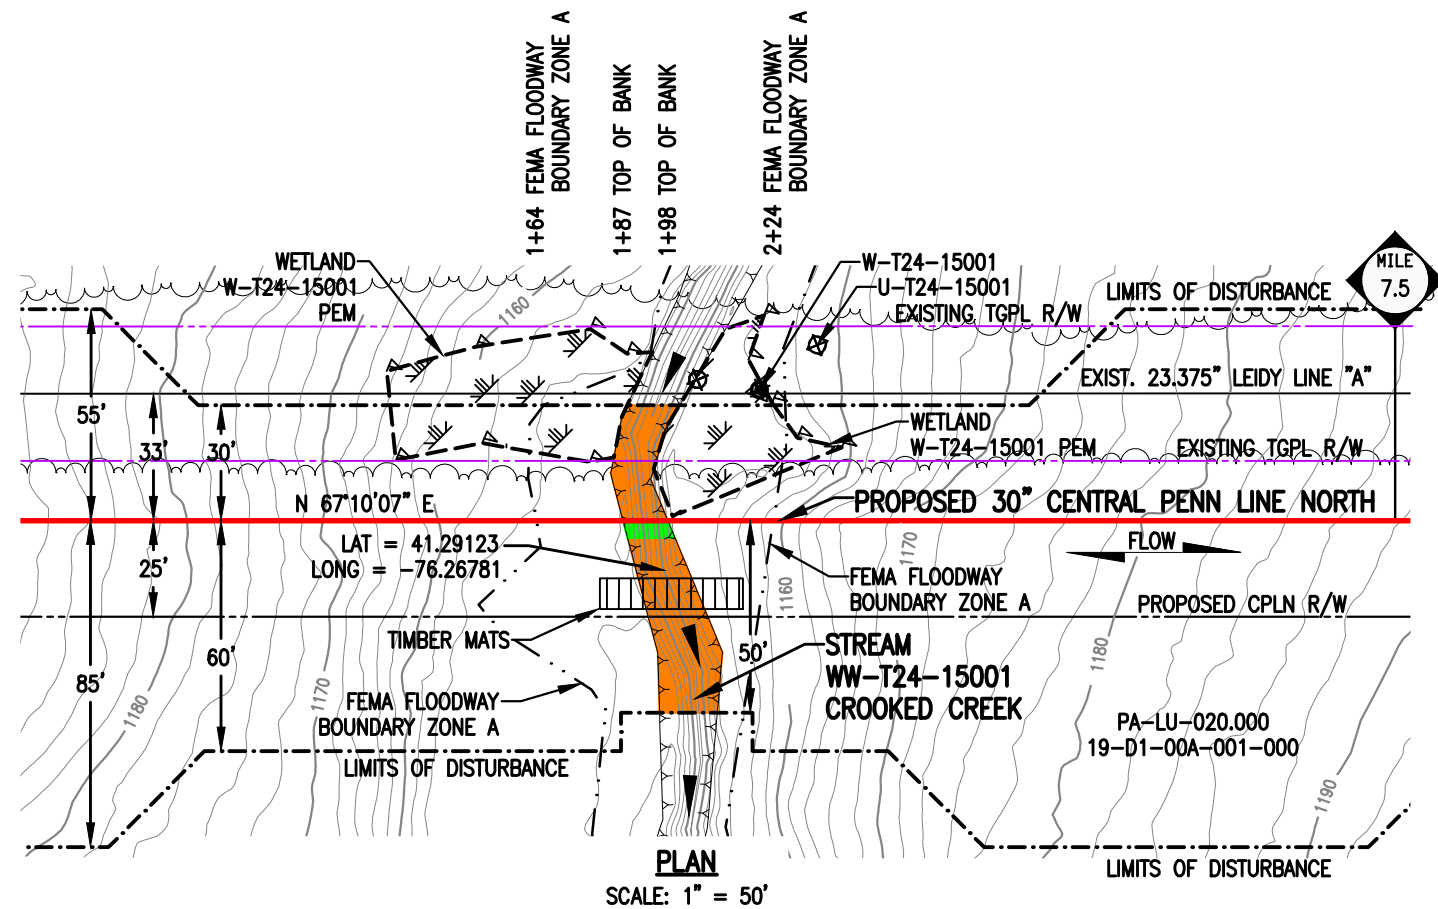 1+64 FEMA FLOODWAY
BOUNDARY ZONE A
1+87 TOP OF BANK
1+98 TOP OF BANK
2+24 FEMA FLOODWAY
BOUNDARY ZONE A
WETLAND
W-T24-15001
PEM
1160
W-T24-15001
U-T24-15001
EXISTING TGPL R/W
LIMITS OF DISTURBANCE
MILE
7.5
EXIST. 23.375" LEIDY LINE "A"
55'
33'
30'
WETLAND
W-T24-15001 PEM
EXISTING TGPL R/W
N 67°10'07" E
PROPOSED 30" CENTRAL PENN LINE NORTH
LAT = 41.29123
LONG = -76.26781
25'
1170
FLOW
FEMA FLOODWAY
BOUNDARY ZONE A
1160
PROPOSED CPLN R/W
TIMBER MATS
60'
50'
85'
STREAM
WW-T24-15001
CROOKED CREEK
1180
1170
1180
FEMA FLOODWAY
BOUNDARY ZONE A
PA-LU-020.000
19-D1-00A-001-000
LIMITS OF DISTURBANCE
1190
PLAN
SCALE: 1" = 50'
LIMITS OF DISTURBANCE